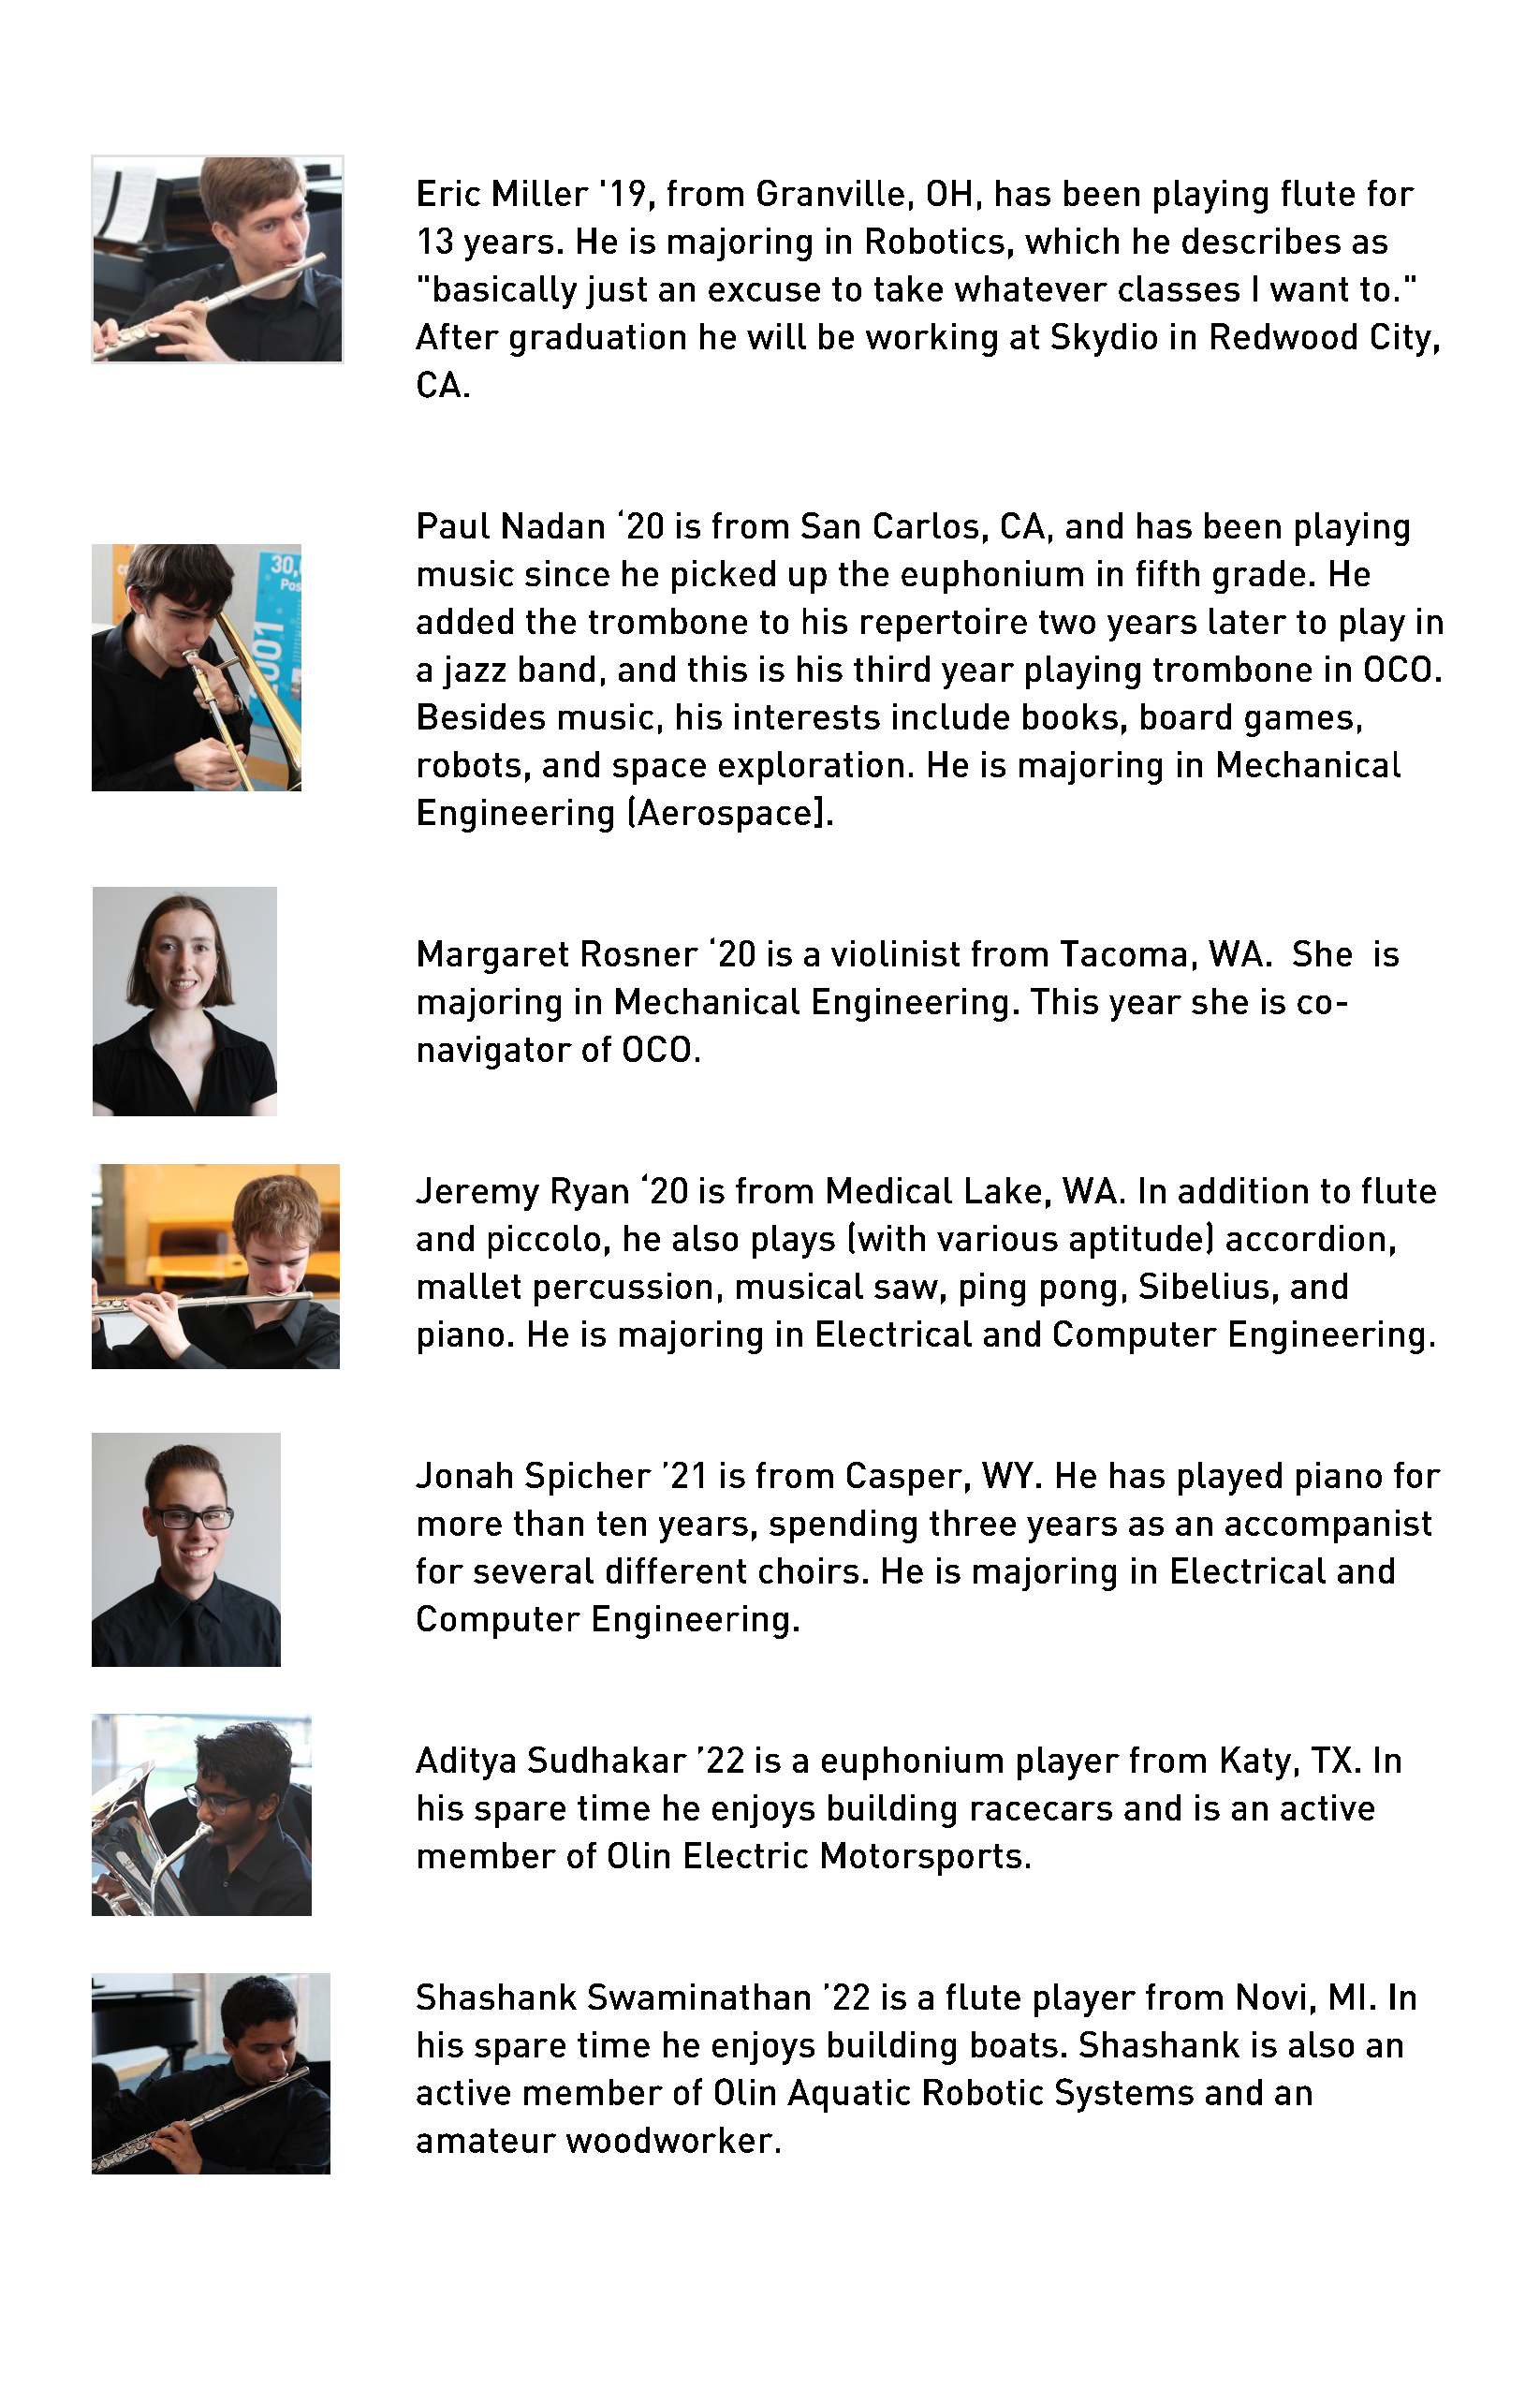 Eric Miller '19, from Granville, OH, has been playing flute for
13 years. He is majoring in Robotics, which he describes as
"basically just an excuse to take whatever classes I want to."
After graduation he will be working at Skydio in Redwood City,
CA.
Paul Nadan ‘20 is from San Carlos, CA, and has been playing
music since he picked up the euphonium in fifth grade. He
added the trombone to his repertoire two years later to play in
a jazz band, and this is his third year playing trombone in OCO.
Besides music, his interests include books, board games,
robots, and space exploration. He is majoring in Mechanical
Engineering (Aerospace].
30,
Pos
001
Margaret Rosner ‘20 is a violinist from Tacoma, WA.  She  is
majoring in Mechanical Engineering. This year she is co-
navigator of OCO.
Jeremy Ryan ‘20 is from Medical Lake, WA. In addition to flute
and piccolo, he also plays (with various aptitude) accordion,
mallet percussion, musical saw, ping pong, Sibelius, and
piano. He is majoring in Electrical and Computer Engineering.
Jonah Spicher ’21 is from Casper, WY. He has played piano for
more than ten years, spending three years as an accompanist
for several different choirs. He is majoring in Electrical and
Computer Engineering.
Aditya Sudhakar ’22 is a euphonium player from Katy, TX. In
his spare time he enjoys building racecars and is an active
member of Olin Electric Motorsports.
Shashank Swaminathan ’22 is a flute player from Novi, MI. In
his spare time he enjoys building boats. Shashank is also an
active member of Olin Aquatic Robotic Systems and an
amateur woodworker.